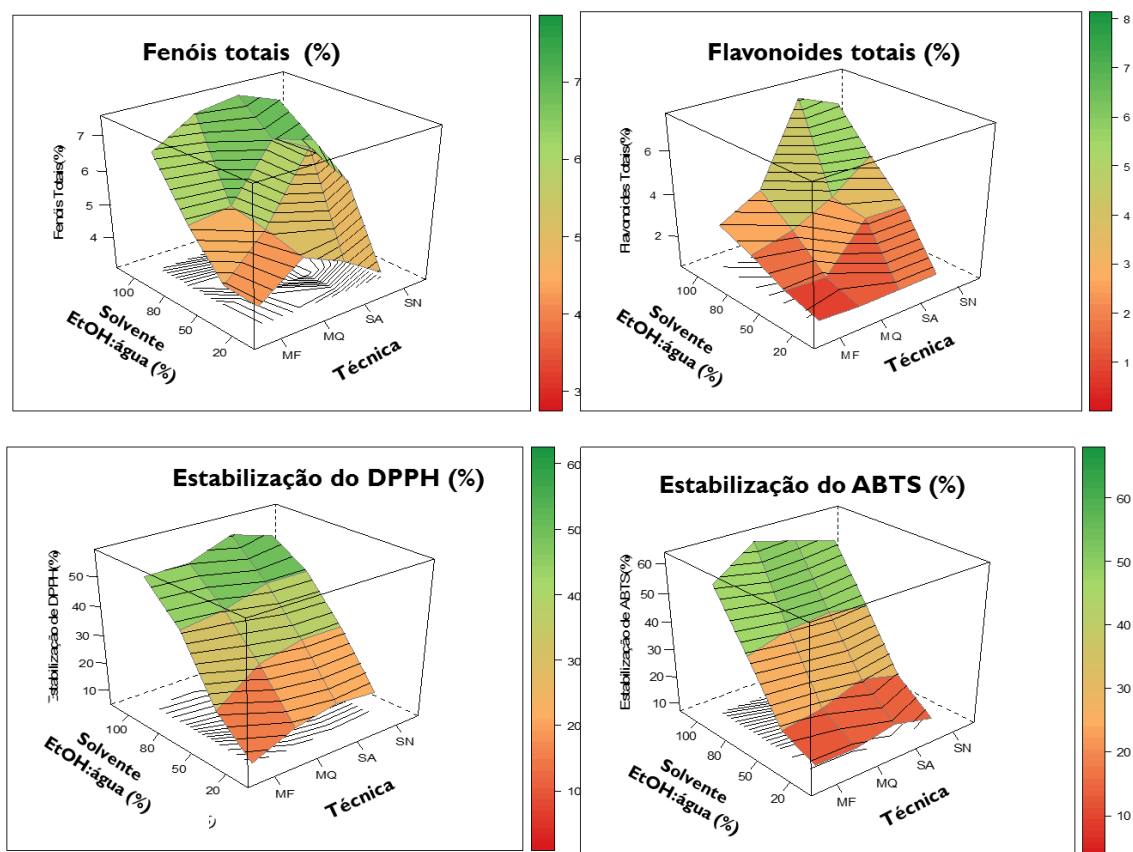 Fenóis totais (%)
Fenóis Totais(%)
7
6
5
4
100
80
50
20
Solvente
EtOH:água (%)
MF
MQ
SA
SN
Técnica
7
6
5
4
3
Flavonoides totais (%)
Flavonoides Totais(%)
6
4
2
100
80
50
20
Solvente
EtOH:água (%)
MF
MQ
SA
SN
Técnica
8
7
6
5
4
3
2
1
Estabilização do DPPH (%)
Estabilização de DPPH(%)
50
40
30
20
10
100
80
50
20
Solvente
EtOH:água (%)
MF
MQ
SA
SN
Técnica
60
50
40
30
20
10
Estabilização do ABTS (%)
Estabilização de ABTS(%)
60
50
40
30
20
10
100
80
50
20
Solvente
EtOH:água (%)
MF
MQ
SA
SN
Técnica
60
50
40
30
20
10